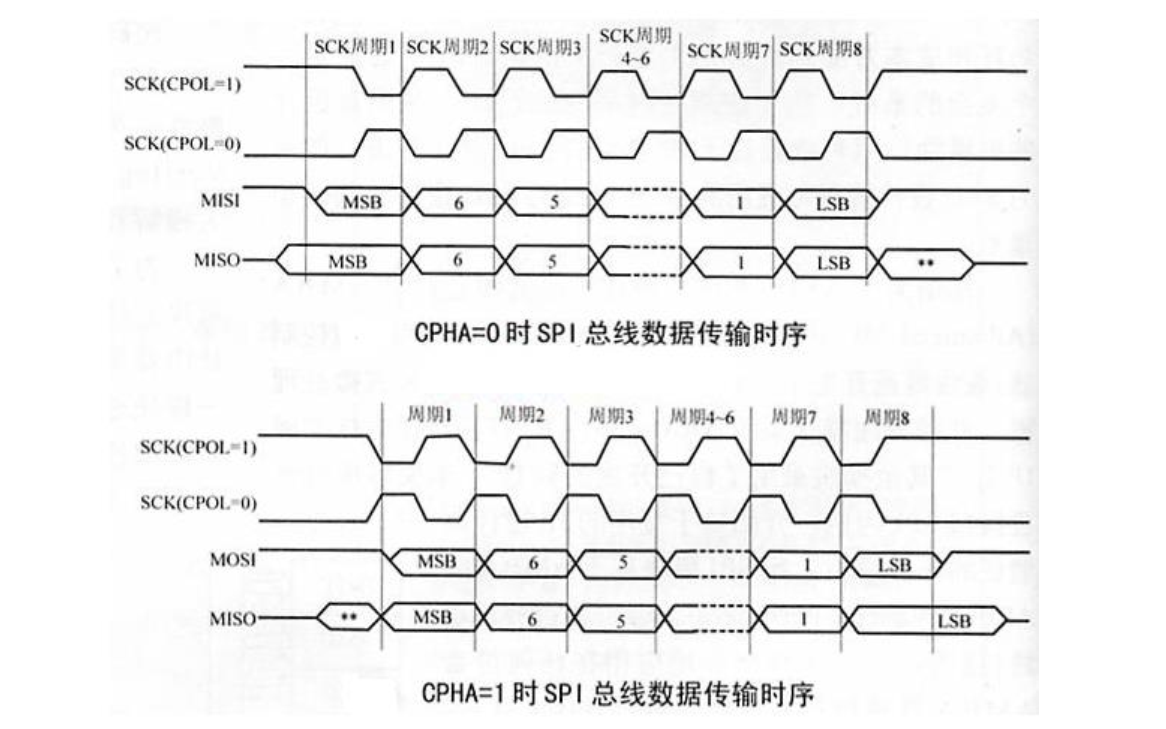 SCK周期1 SCK周期2 SCK周期3 SCK周期 4~6 SCK周期7 SCK周期8
SCK(CPOL=1)
SCK(CPOL=0)
MISI MSB 6 5 1 LSB
MISO MSB 6 5 1 LSB **
CPHA=0时SPI总线数据传输时序
周期1 周期2 周期3 周期4~6 周期7 周期8
SCK(CPOL=1)
SCK(CPOL=0)
MOSI MSB 6 5 1 LSB
MISO ** MSB 6 5 1 LSB
CPHA=1时SPI总线数据传输时序